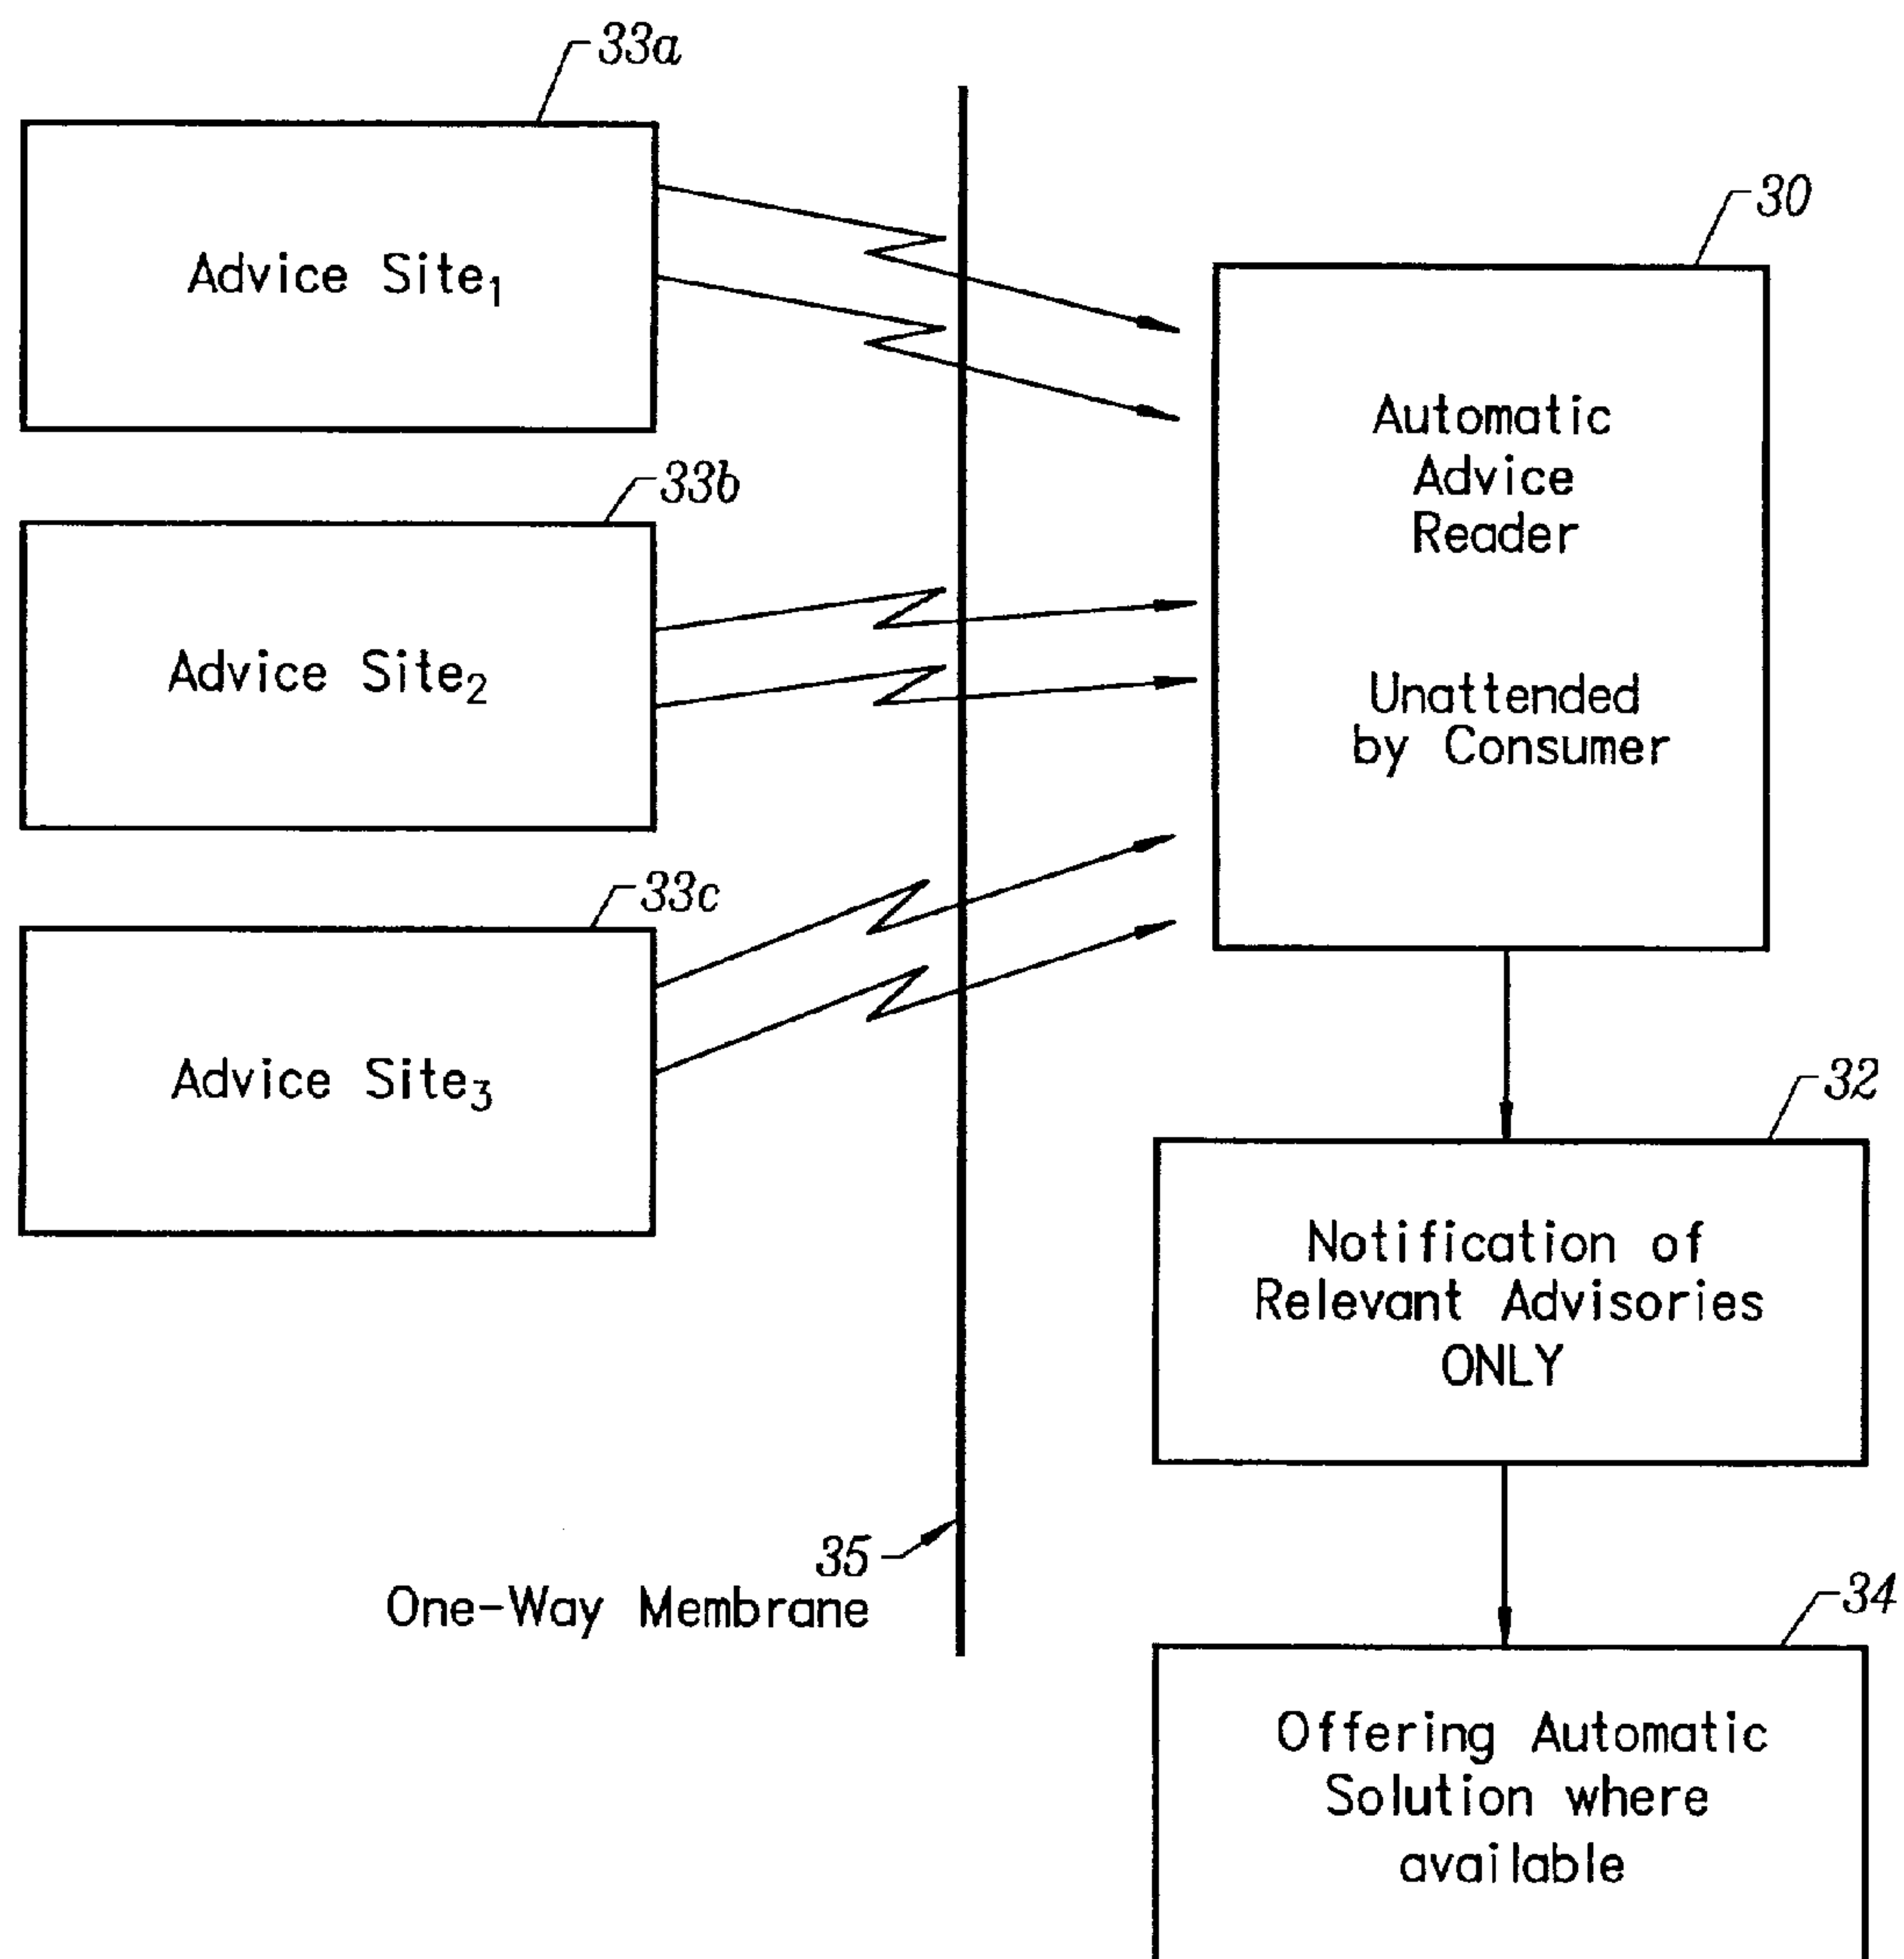 33a
Advice Site₁
30
Automatic
Advice
Reader
Unattended
by Consumer
33b
Advice Site₂
33c
Advice Site₃
32
Notification of
Relevant Advisories
ONLY
35
One-Way Membrane
34
Offering Automatic
Solution where
available